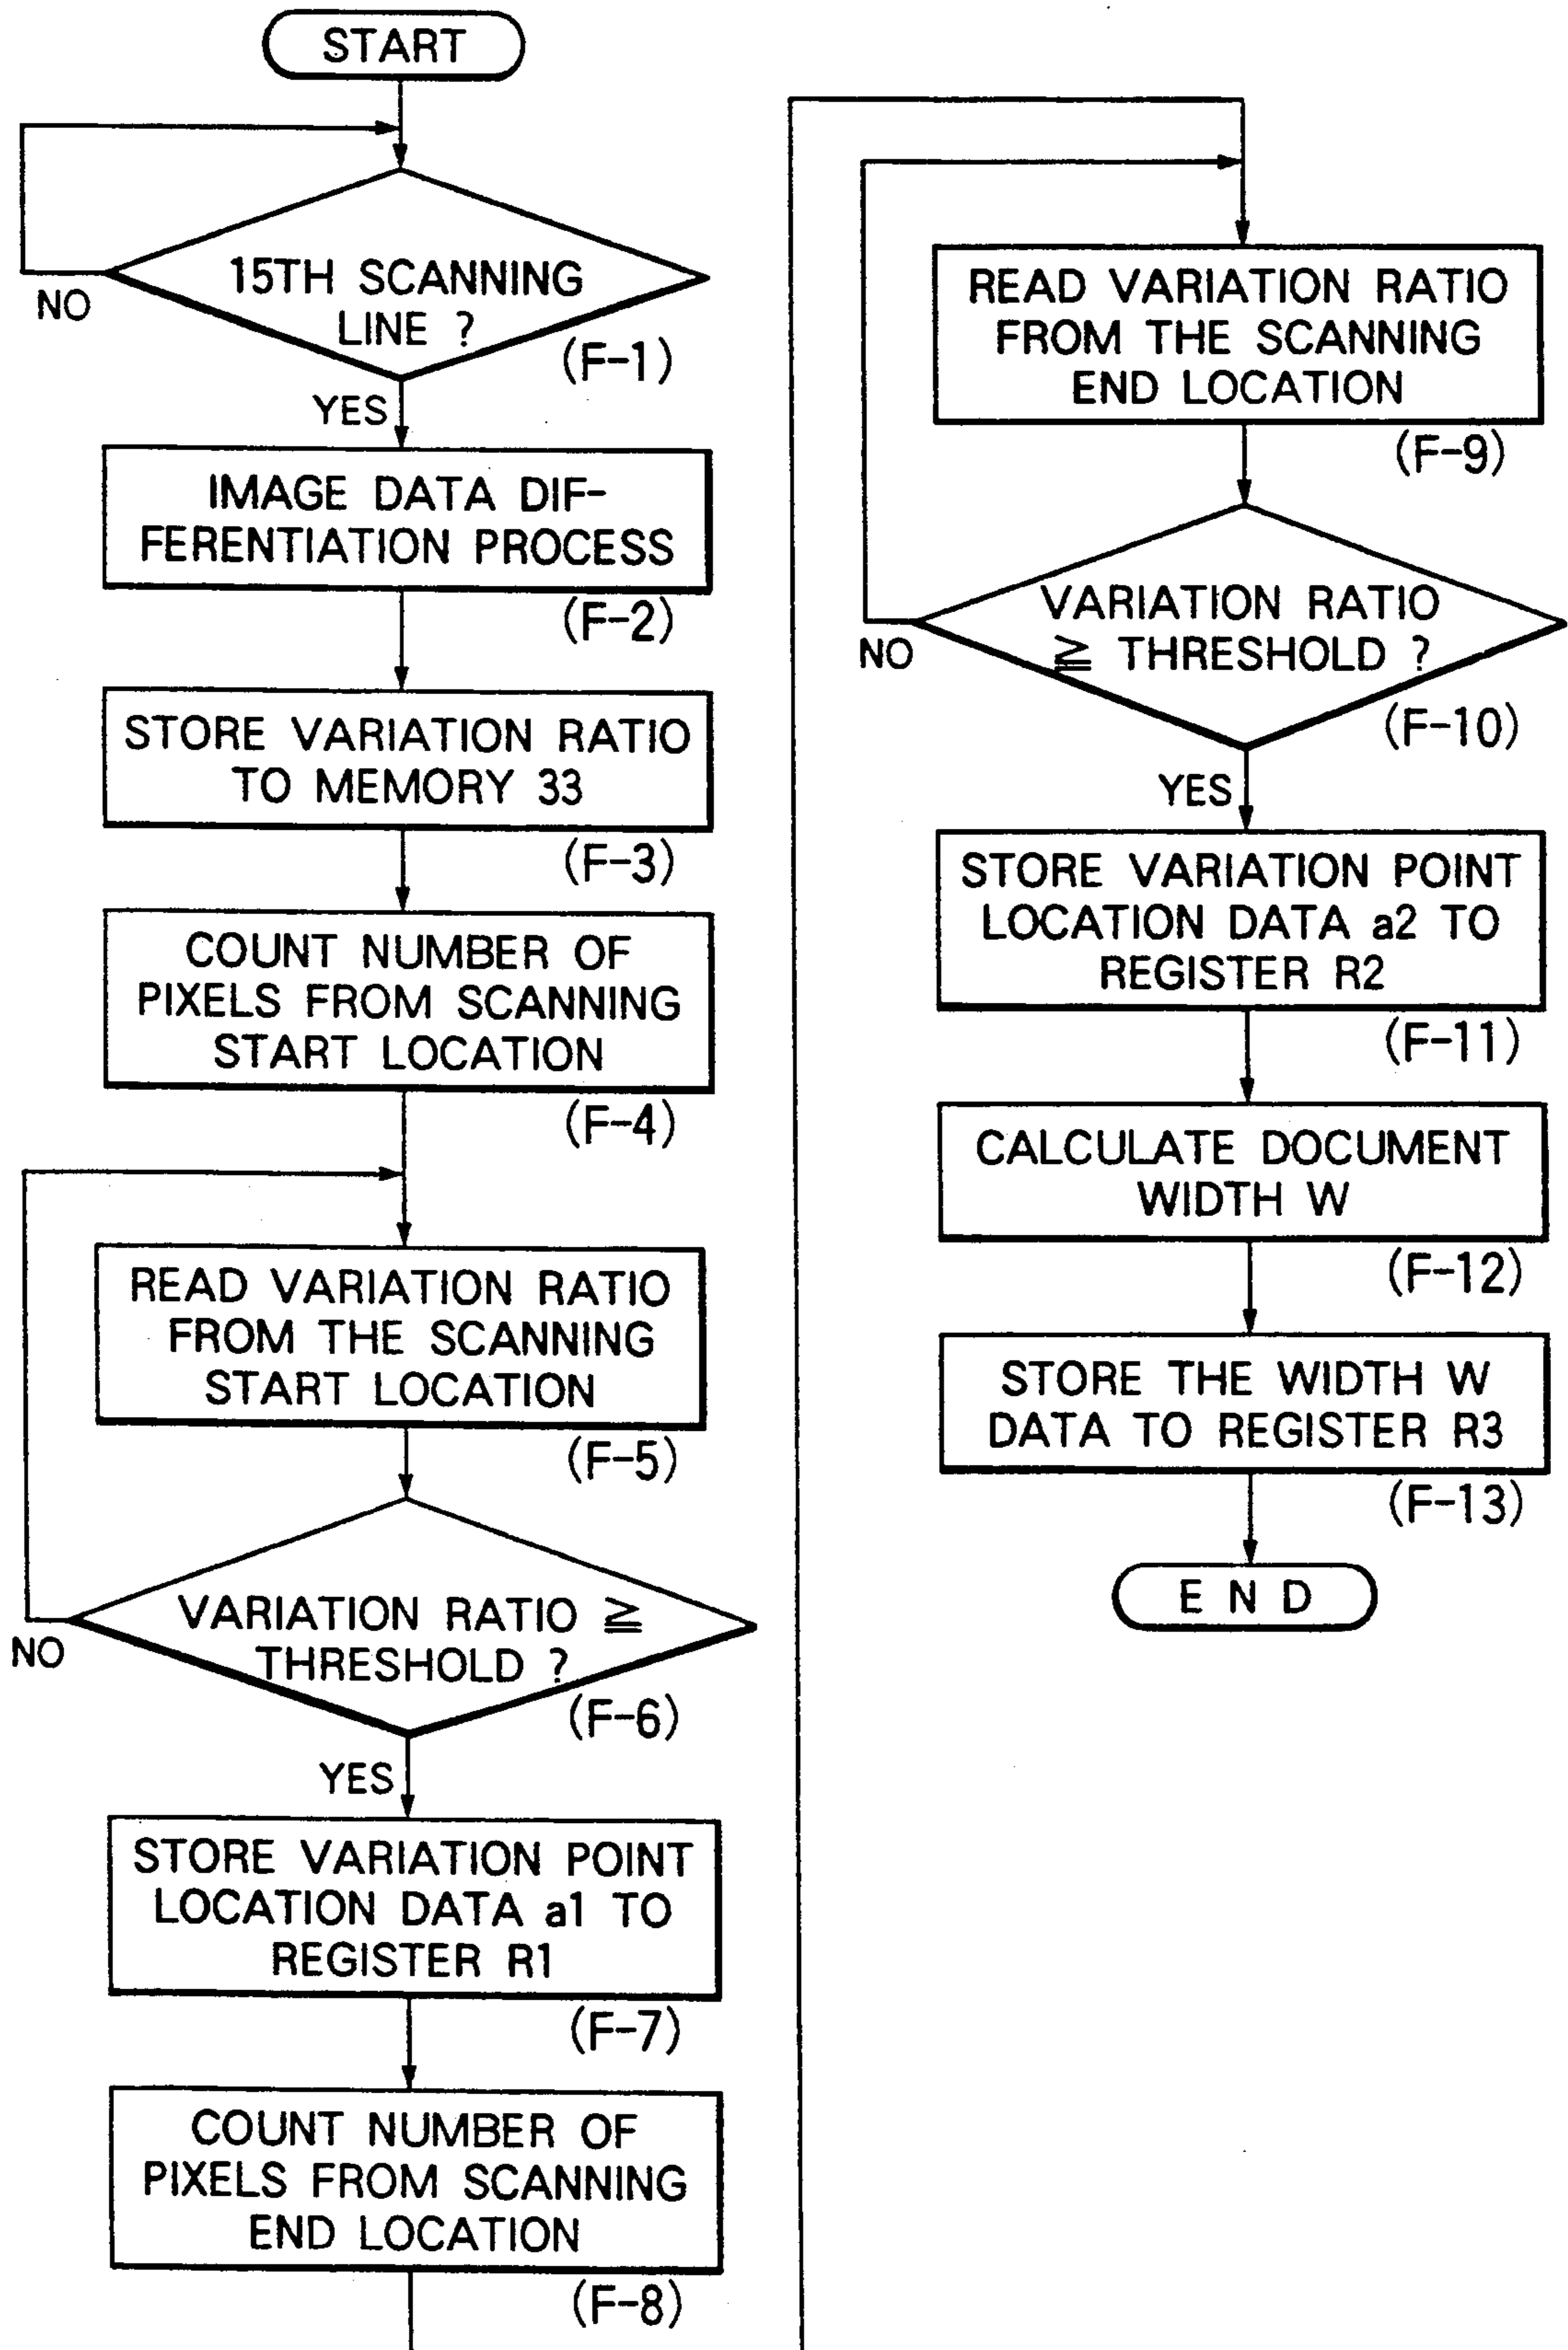 START
15TH SCANNING
LINE ?
NO
(F-1)
YES
IMAGE DATA DIF-
FERENTIATION PROCESS
(F-2)
STORE VARIATION RATIO
TO MEMORY 33
(F-3)
COUNT NUMBER OF
PIXELS FROM SCANNING
START LOCATION
(F-4)
READ VARIATION RATIO
FROM THE SCANNING
START LOCATION
(F-5)
VARIATION RATIO ≧
THRESHOLD ?
NO
(F-6)
YES
STORE VARIATION POINT
LOCATION DATA a1 TO
REGISTER R1
(F-7)
COUNT NUMBER OF
PIXELS FROM SCANNING
END LOCATION
(F-8)
READ VARIATION RATIO
FROM THE SCANNING
END LOCATION
(F-9)
VARIATION RATIO
≧ THRESHOLD ?
NO
(F-10)
YES
STORE VARIATION POINT
LOCATION DATA a2 TO
REGISTER R2
(F-11)
CALCULATE DOCUMENT
WIDTH W
(F-12)
STORE THE WIDTH W
DATA TO REGISTER R3
(F-13)
E N D